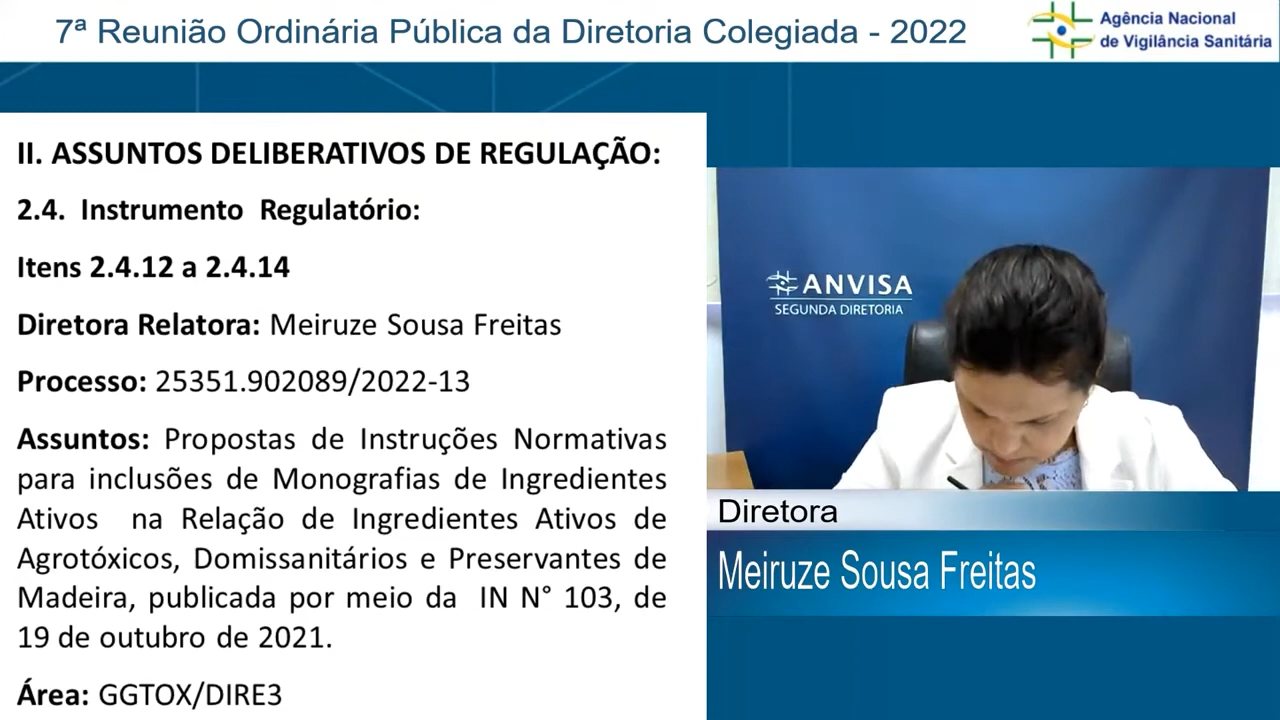 7ª Reunião Ordinária Pública da Diretoria Colegiada - 2022
Agência Nacional
de Vigilância Sanitária
II. ASSUNTOS DELIBERATIVOS DE REGULAÇÃO:
2.4. Instrumento Regulatório:
Itens 2.4.12 a 2.4.14
Diretora Relatora: Meiruze Sousa Freitas
Processo: 25351.902089/2022-13
Assuntos: Propostas de Instruções Normativas
para inclusões de Monografias de Ingredientes
Ativos na Relação de Ingredientes Ativos de
Agrotóxicos, Domissanitários e Preservantes de
Madeira, publicada por meio da IN N° 103, de
19 de outubro de 2021.
Área: GGTOX/DIRE3
ANVISA
SEGUNDA DIRETORIA
Diretora
Meiruze Sousa Freitas